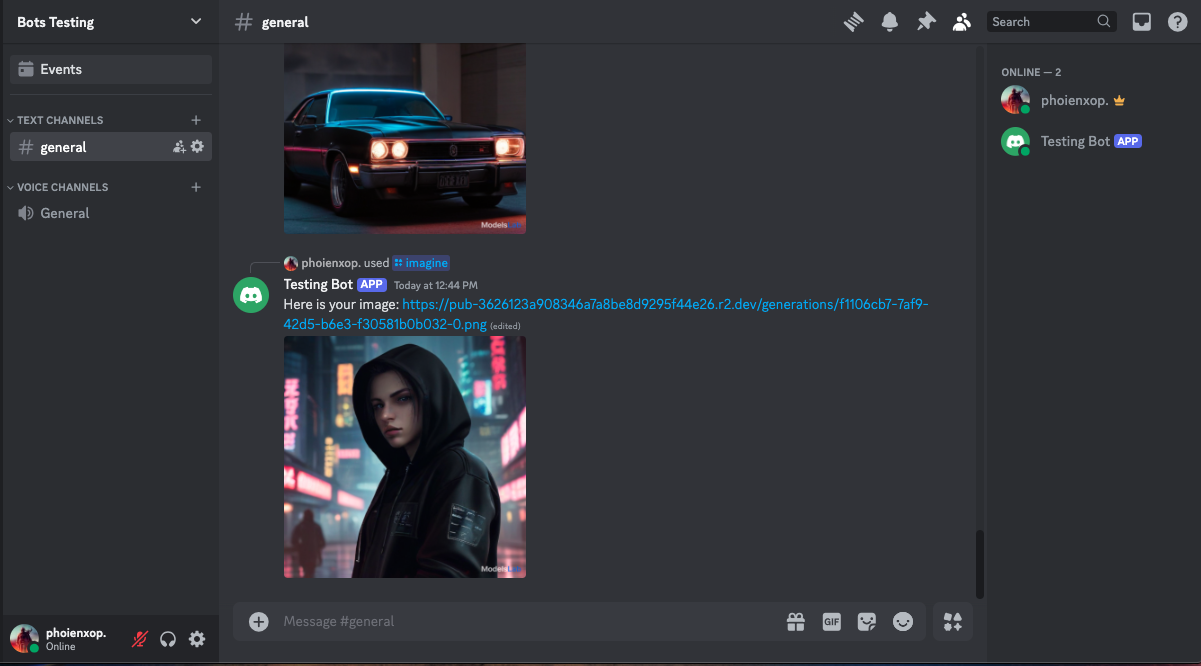 Bots Testing
general
Search
Events
TEXT CHANNELS
general
VOICE CHANNELS
General
phoienxop.
Online
Models
phoienxop. used imagine
Testing Bot APP Today at 12:44 PM
Here is your image: https://pub-3626123a908346a7a8be8d9295f44e26.r2.dev/generations/f1106cb7-7af9-
42d5-b6e3-f30581b0b032-0.png (edited)
ModelsLab
Message #general
GIF
ONLINE — 2
phoienxop.
Testing Bot APP